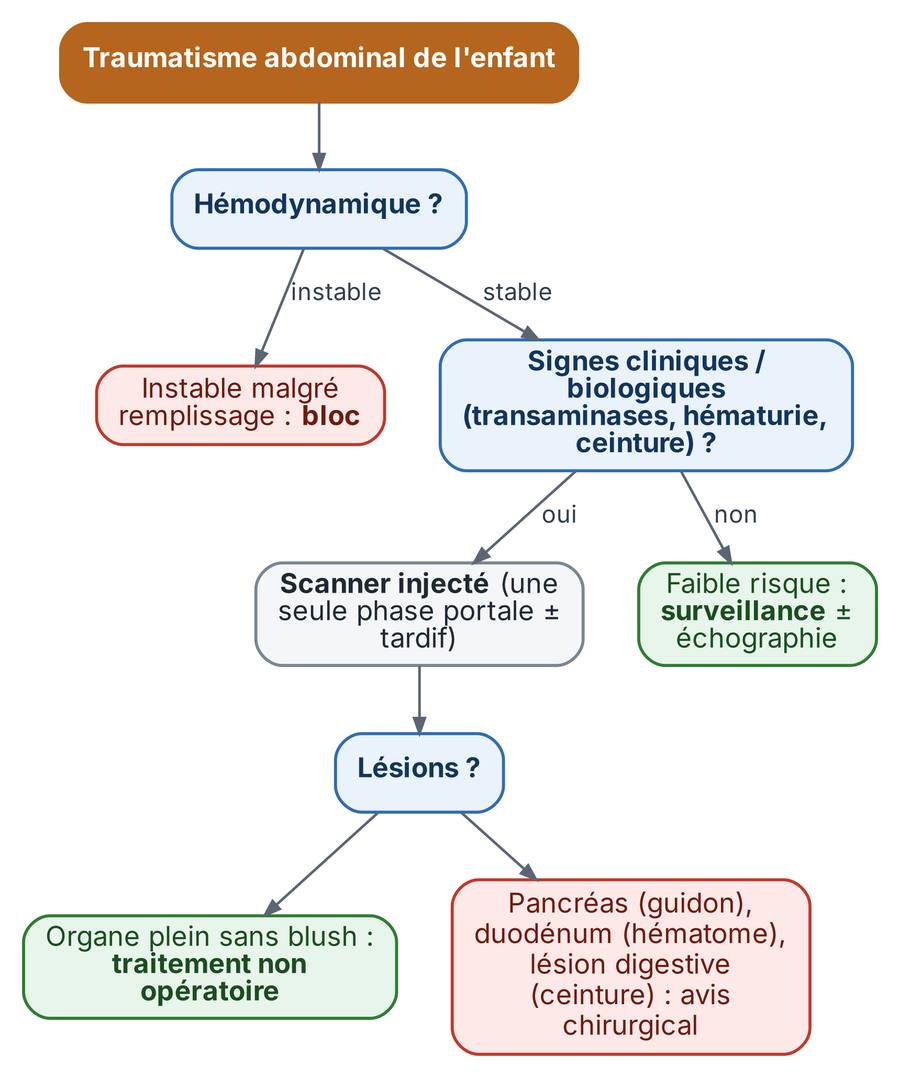 Traumatisme abdominal de l'enfant
Hémodynamique ?
instable
stable
Instable malgré
remplissage : bloc
Signes cliniques /
biologiques
(transaminases, hématurie,
ceinture) ?
oui
non
Scanner injecté (une
seule phase portale ±
tardif)
Faible risque :
surveillance ±
échographie
Lésions ?
Organe plein sans blush :
traitement non
opératoire
Pancréas (guidon),
duodénum (hématome),
lésion digestive
(ceinture) : avis
chirurgical